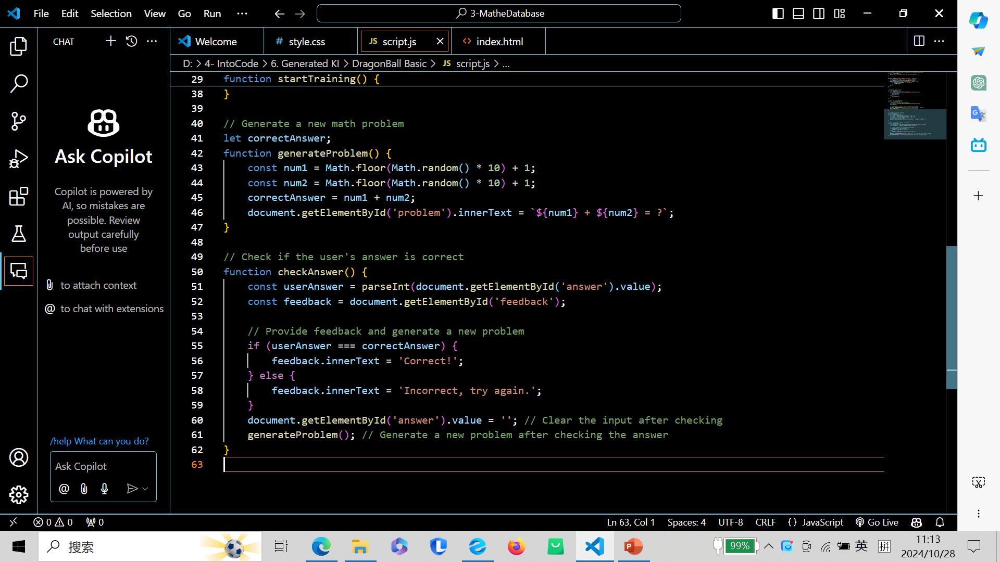 File Edit Selection View Go Run ··· 3-MatheDatabase
CHAT
Welcome # style.css JS script.js index.html
D: > 4- IntoCode > 6. Generated KI > DragonBall Basic > JS script.js > ...
Ask Copilot
Copilot is powered by
AI, so mistakes are
possible. Review
output carefully
before use
to attach context
@ to chat with extensions
/help What can you do?
Ask Copilot
@
29 function startTraining() {
38 }
39
40 // Generate a new math problem
41 let correctAnswer;
42 function generateProblem() {
43 const num1 = Math.floor(Math.random() * 10) + 1;
44 const num2 = Math.floor(Math.random() * 10) + 1;
45 correctAnswer = num1 + num2;
46 document.getElementById('problem').innerText = `${num1} + ${num2} = ?`;
47 }
48
49 // Check if the user's answer is correct
50 function checkAnswer() {
51 const userAnswer = parseInt(document.getElementById('answer').value);
52 const feedback = document.getElementById('feedback');
53
54 // Provide feedback and generate a new problem
55 if (userAnswer === correctAnswer) {
56 feedback.innerText = 'Correct!';
57 } else {
58 feedback.innerText = 'Incorrect, try again.';
59 }
60 document.getElementById('answer').value = ''; // Clear the input after checking
61 generateProblem(); // Generate a new problem after checking the answer
62 }
63
0 0 0 Ln 63, Col 1 Spaces: 4 UTF-8 CRLF {} JavaScript Go Live
搜索 99% 英 拼 11:13
2024/10/28